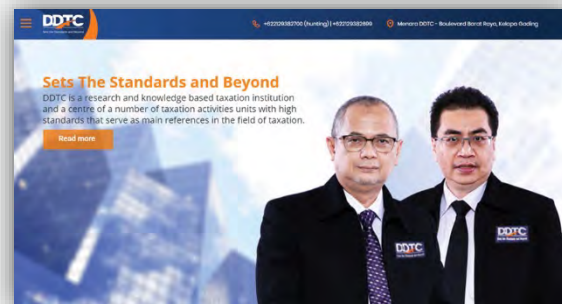 DDTC
+622129382700 (hunting) | +622129382699
Menara DDTC - Boulevard Barat Raya, Kelapa Gading
Sets The Standards and Beyond
DDTC is a research and knowledge based taxation institution
and a centre of a number of taxation activities units with high
standards that serve as main references in the field of taxation.
Read more
DDTC
DDTC